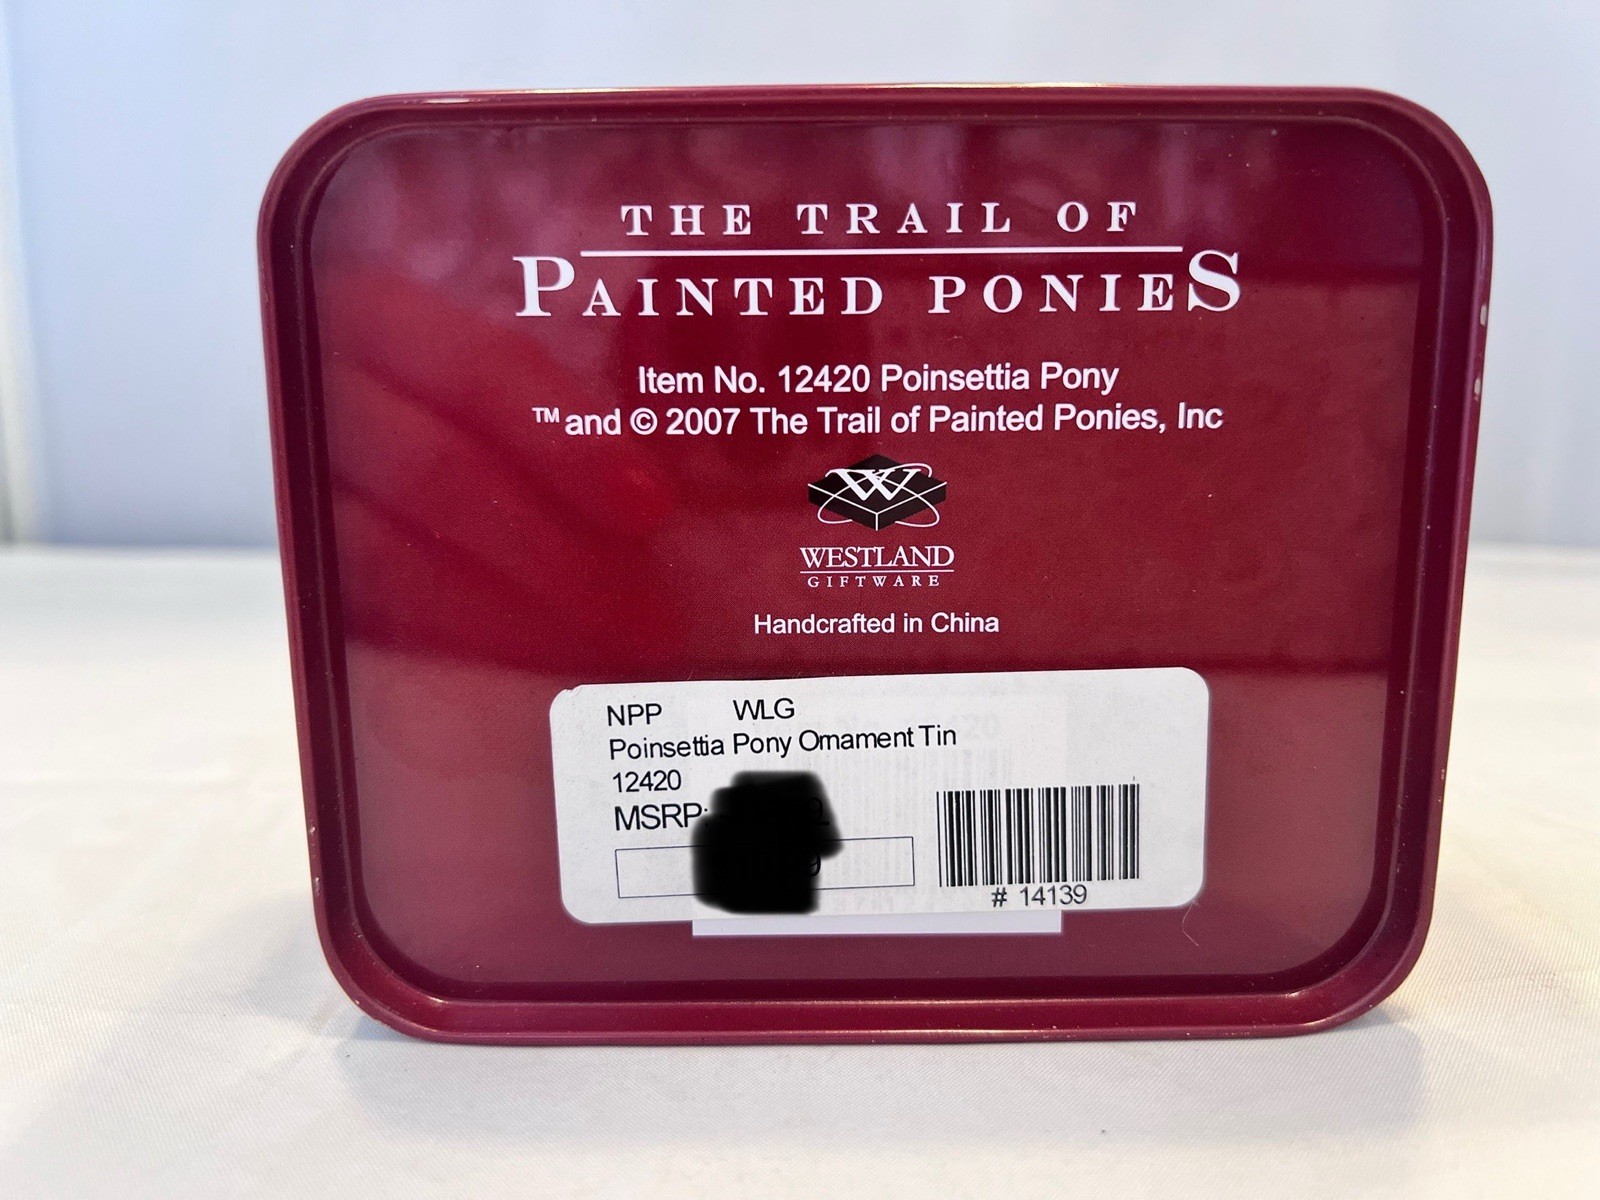 THE TRAIL OF
PAINTED PONIES
Item No. 12420 Poinsettia Pony
™ and © 2007 The Trail of Painted Ponies, Inc
W
WESTLAND
GIFTWARE
Handcrafted in China
NPP WLG
Poinsettia Pony Ornament Tin
12420
MSRP:
# 14139